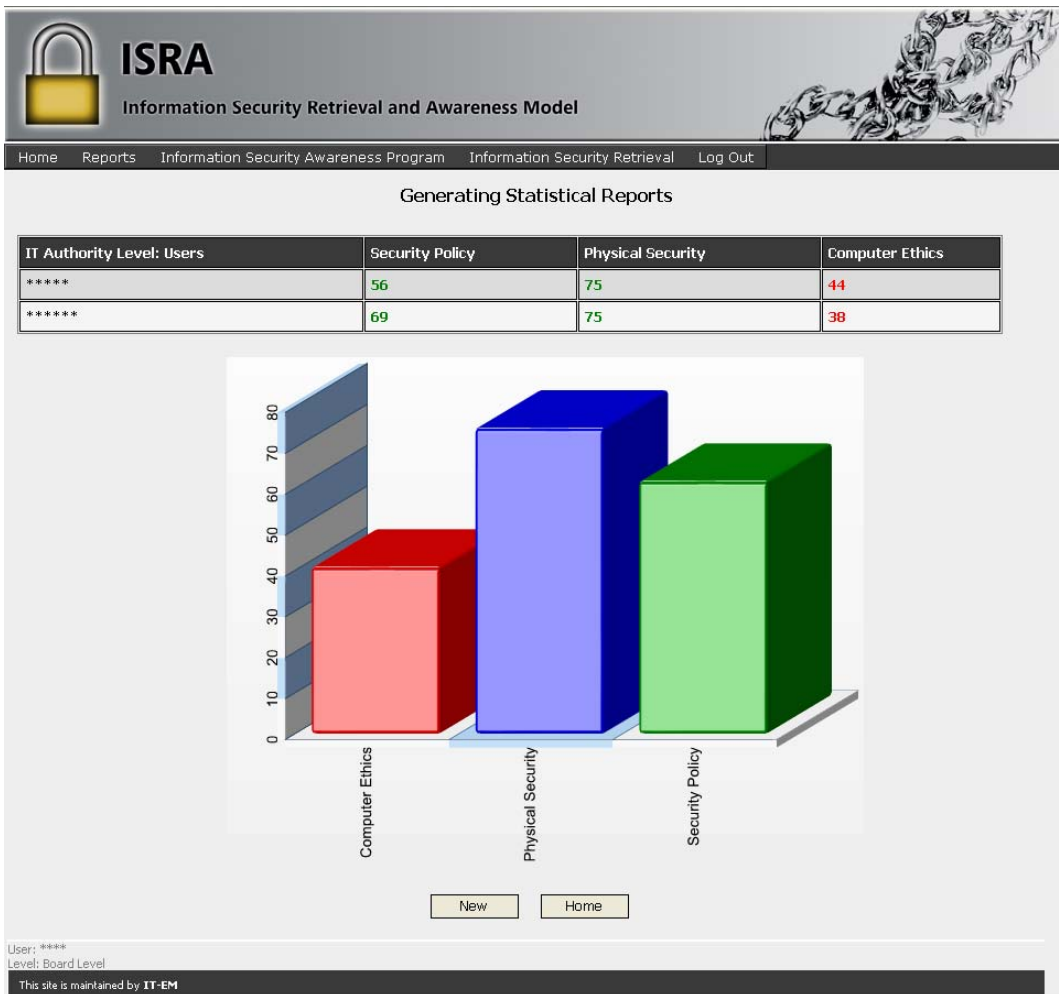 ISRA
Information Security Retrieval and Awareness Model
Home Reports Information Security Awareness Program Information Security Retrieval Log Out
Generating Statistical Reports
IT Authority Level: Users Security Policy Physical Security Computer Ethics
***** 56 75 44
****** 69 75 38
80
70
60
50
40
30
20
10
0
Computer Ethics
Physical Security
Security Policy
New Home
User: ****
Level: Board Level
This site is maintained by IT-EM